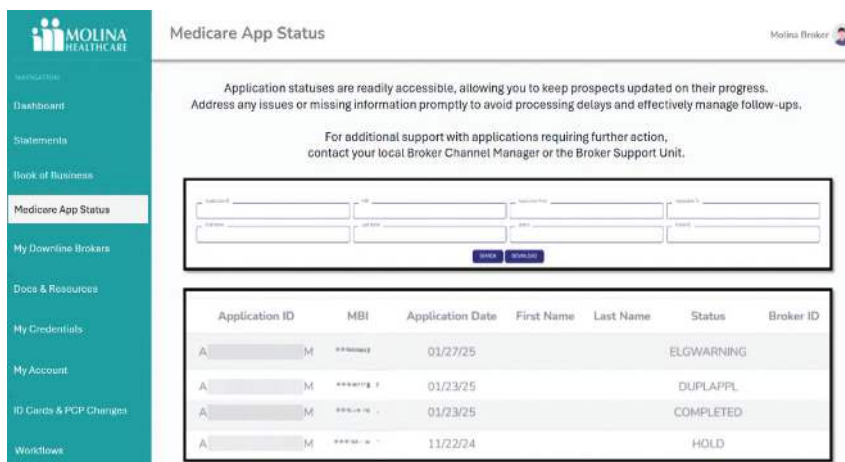 MOLINA
HEALTHCARE
Medicare App Status
Molina Broker
NAVIGATION
Dashboard
Statements
Book of Business
Medicare App Status
My Downline Brokers
Docs & Resources
My Credentials
My Account
ID Cards & PCP Changes
Workflows
Application statuses are readily accessible, allowing you to keep prospects updated on their progress.
Address any issues or missing information promptly to avoid processing delays and effectively manage follow-ups.
For additional support with applications requiring further action,
contact your local Broker Channel Manager or the Broker Support Unit.
SEARCH DOWNLOAD
Application ID MBI Application Date First Name Last Name Status Broker ID
A M 01/27/25 ELGWARNING
A M 01/23/25 DUPLAPPL
A M 01/23/25 COMPLETED
A M 11/22/24 HOLD